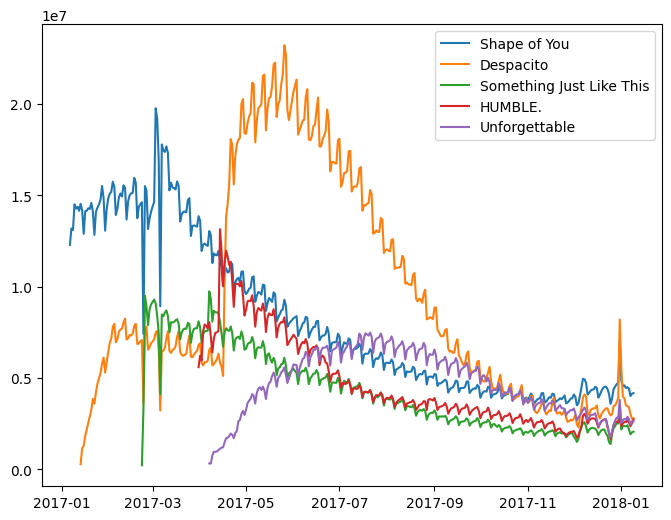 1e7
Shape of You
Despacito
Something Just Like This
HUMBLE.
Unforgettable
2.0
1.5
1.0
0.5
0.0
2017-01 2017-03 2017-05 2017-07 2017-09 2017-11 2018-01